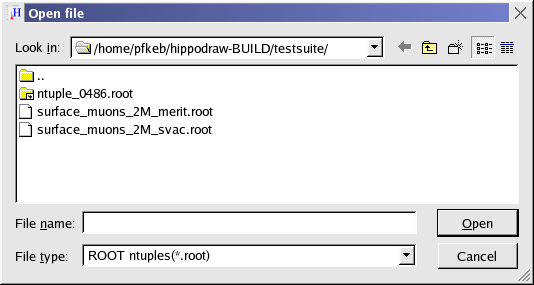 Open file
Look in: /home/pfkeb/hippodraw-BUILD/testsuite/
..
ntuple_0486.root
surface_muons_2M_merit.root
surface_muons_2M_svac.root
File name: Open
File type: ROOT ntuples(*.root) Cancel